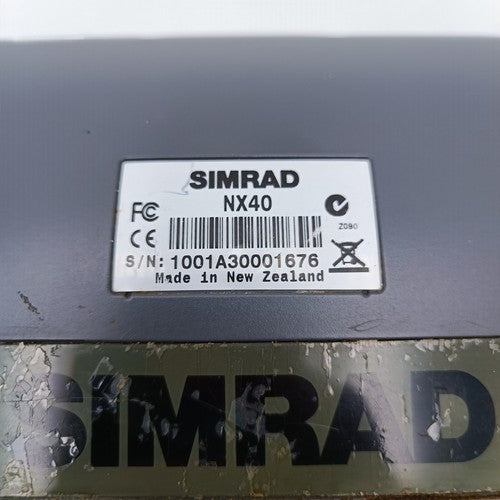 SIMRAD
NX40
FC
CE
Z090
S/N: 1001A30001676
Made in New Zealand
SIMRAD